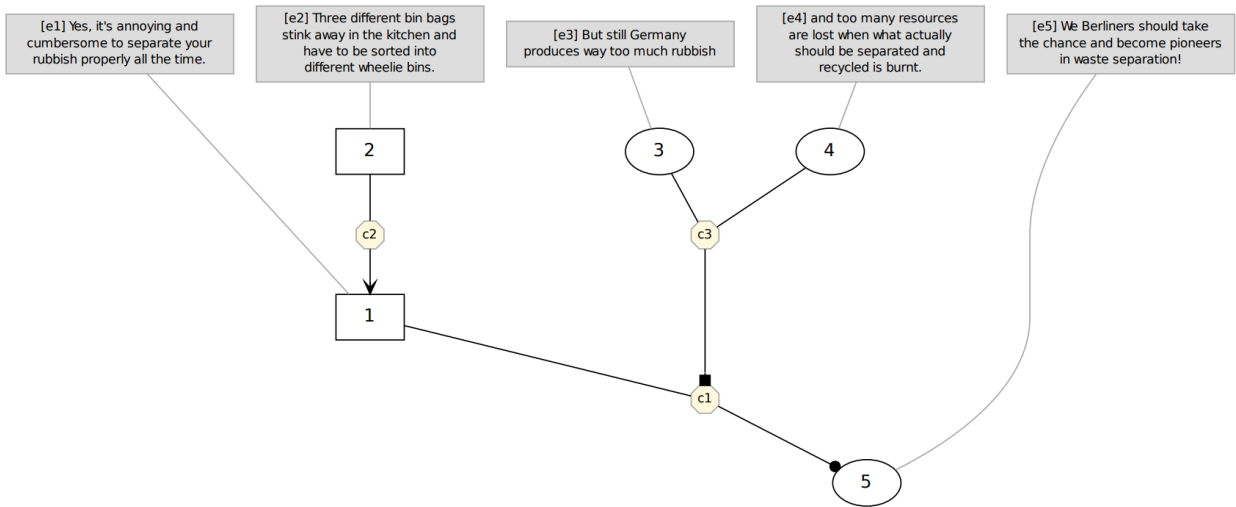 [e1] Yes, it's annoying and
cumbersome to separate your
rubbish properly all the time.
[e2] Three different bin bags
stink away in the kitchen and
have to be sorted into
different wheelie bins.
[e3] But still Germany
produces way too much rubbish
[e4] and too many resources
are lost when what actually
should be separated and
recycled is burnt.
[e5] We Berliners should take
the chance and become pioneers
in waste separation!
2
3
4
c2
c3
1
c1
5